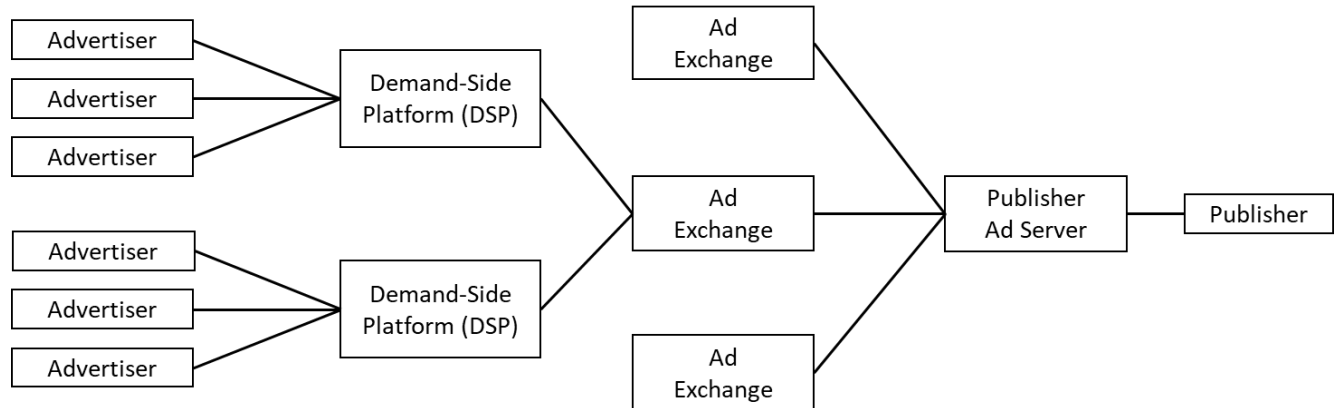 Advertiser
Advertiser
Advertiser
Demand-Side
Platform (DSP)
Advertiser
Advertiser
Advertiser
Demand-Side
Platform (DSP)
Ad
Exchange
Ad
Exchange
Ad
Exchange
Publisher
Ad Server
Publisher